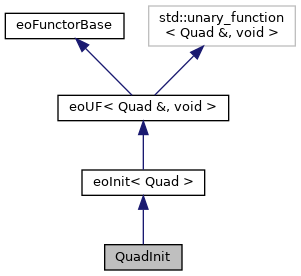 eoFunctorBase
std::unary_function
< Quad &, void >
eoUF< Quad &, void >
eoInit< Quad >
QuadInit